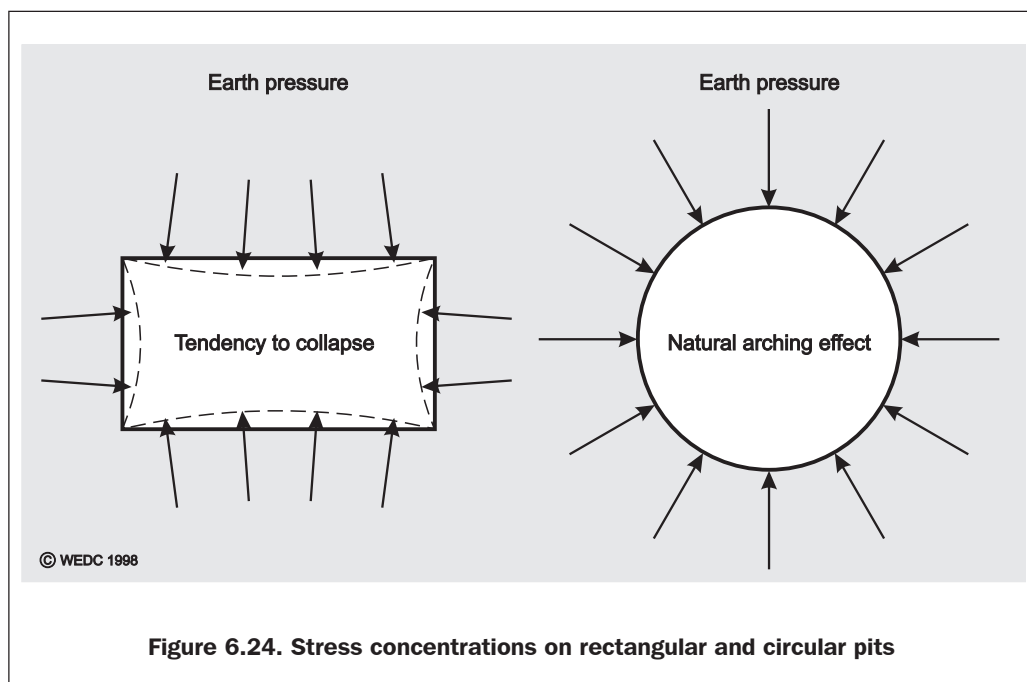 Earth pressure
Earth pressure
Tendency to collapse
Natural arching effect
© WEDC 1998
Figure 6.24. Stress concentrations on rectangular and circular pits